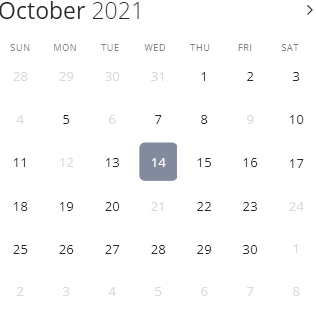 October 2021
SUN MON TUE WED THU FRI SAT
28 29 30 31 1 2 3
4 5 6 7 8 9 10
11 12 13 14 15 16 17
18 19 20 21 22 23 24
25 26 27 28 29 30 1
2 3 4 5 6 7 8